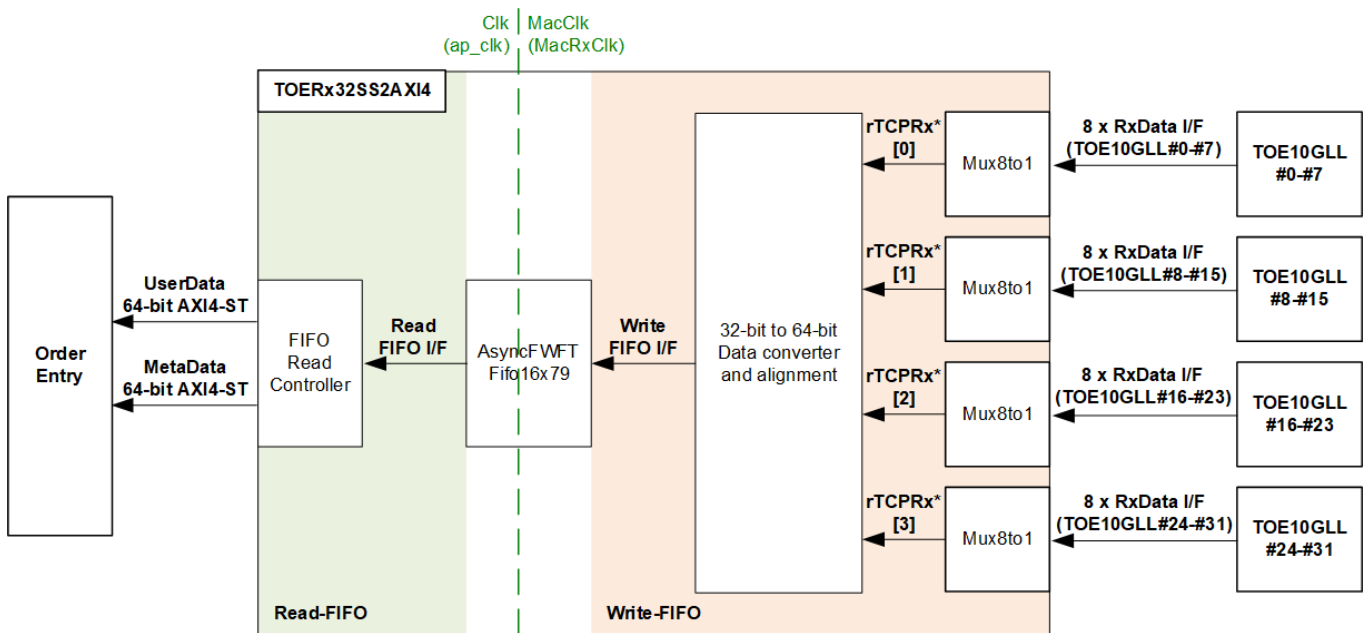 Clk
(ap_clk)
MacClk
(MacRxClk)
TOERx32SS2AXI4
Order
Entry
UserData
64-bit AXI4-ST
MetaData
64-bit AXI4-ST
FIFO
Read
Controller
Read
FIFO I/F
AsyncFWFT
Fifo16x79
Write
FIFO I/F
32-bit to 64-bit
Data converter
and alignment
rTCPRx*
[0]
Mux8to1
8 x RxData I/F
(TOE10GLL#0-#7)
TOE10GLL
#0-#7
rTCPRx*
[1]
Mux8to1
8 x RxData I/F
(TOE10GLL#8-#15)
TOE10GLL
#8-#15
rTCPRx*
[2]
Mux8to1
8 x RxData I/F
(TOE10GLL#16-#23)
TOE10GLL
#16-#23
rTCPRx*
[3]
Mux8to1
8 x RxData I/F
(TOE10GLL#24-#31)
TOE10GLL
#24-#31
Read-FIFO
Write-FIFO